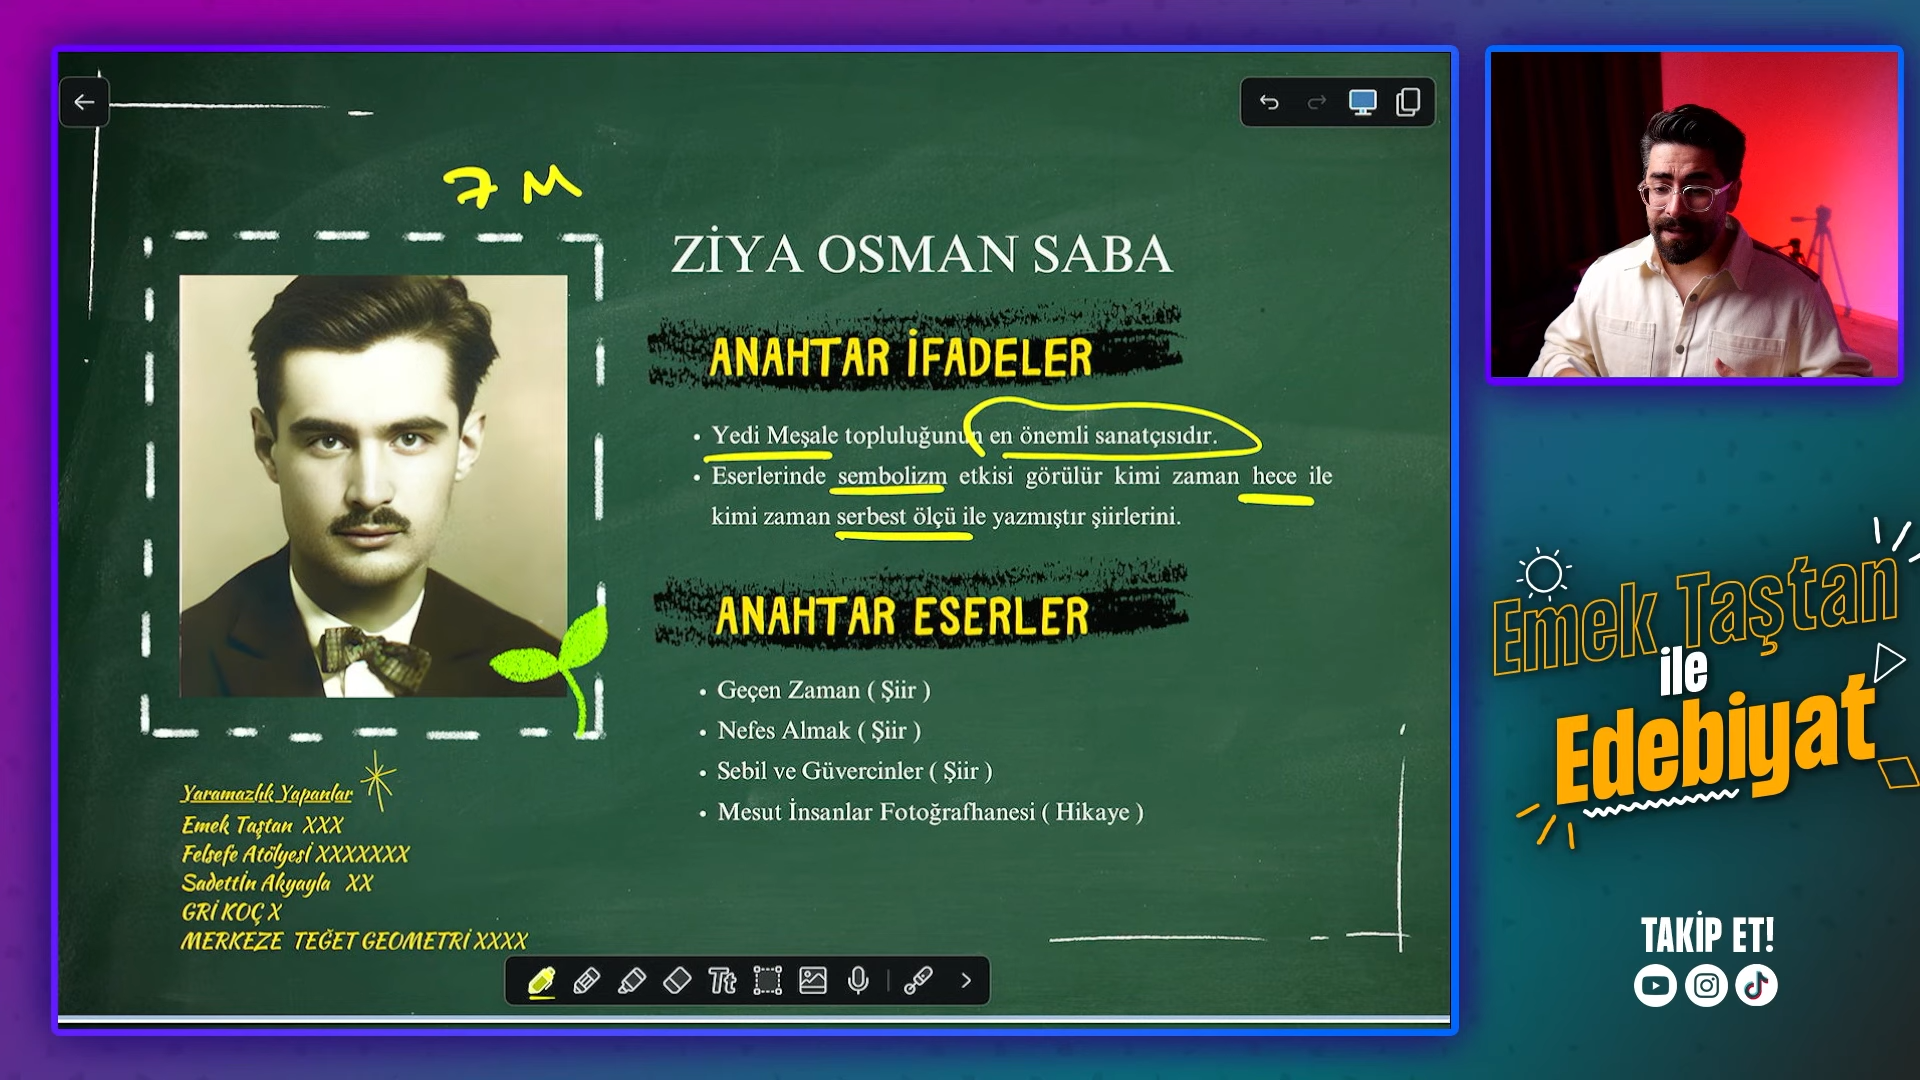 7 M
ZİYA OSMAN SABA
ANAHTAR İFADELER
• Yedi Meşale topluluğunun en önemli sanatçısıdır.
• Eserlerinde sembolizm etkisi görülür kimi zaman hece ile
kimi zaman serbest ölçü ile yazmıştır şiirlerini.
ANAHTAR ESERLER
• Geçen Zaman ( Şiir )
• Nefes Almak ( Şiir )
• Sebil ve Güvercinler ( Şiir )
• Mesut İnsanlar Fotoğrafhanesi ( Hikaye )
Yaramazlık Yapanlar
Emek Taştan XXX
Felsefe Atölyesi XXXXXXX
Sadettin Akyayla XX
GRİ KOÇ X
MERKEZE TEĞET GEOMETRİ XXXX
Tt
Emek Taştan
ile
Edebiyat
TAKİP ET!